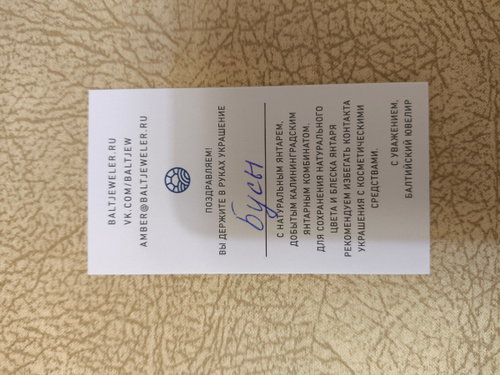 BALTJEWELER.RU
VK.COM/BALTJEW
AMBER@BALTJEWELER.RU
ПОЗДРАВЛЯЕМ!
ВЫ ДЕРЖИТЕ В РУКАХ УКРАШЕНИЕ
бусы
С НАТУРАЛЬНЫМ ЯНТАРЕМ,
ДОБЫТЫМ КАЛИНИНГРАДСКИМ
ЯНТАРНЫМ КОМБИНАТОМ.
ДЛЯ СОХРАНЕНИЯ НАТУРАЛЬНОГО
ЦВЕТА И БЛЕСКА ЯНТАРЯ
РЕКОМЕНДУЕМ ИЗБЕГАТЬ КОНТАКТА
УКРАШЕНИЯ С КОСМЕТИЧЕСКИМИ
СРЕДСТВАМИ.
С УВАЖЕНИЕМ,
БАЛТИЙСКИЙ ЮВЕЛИР